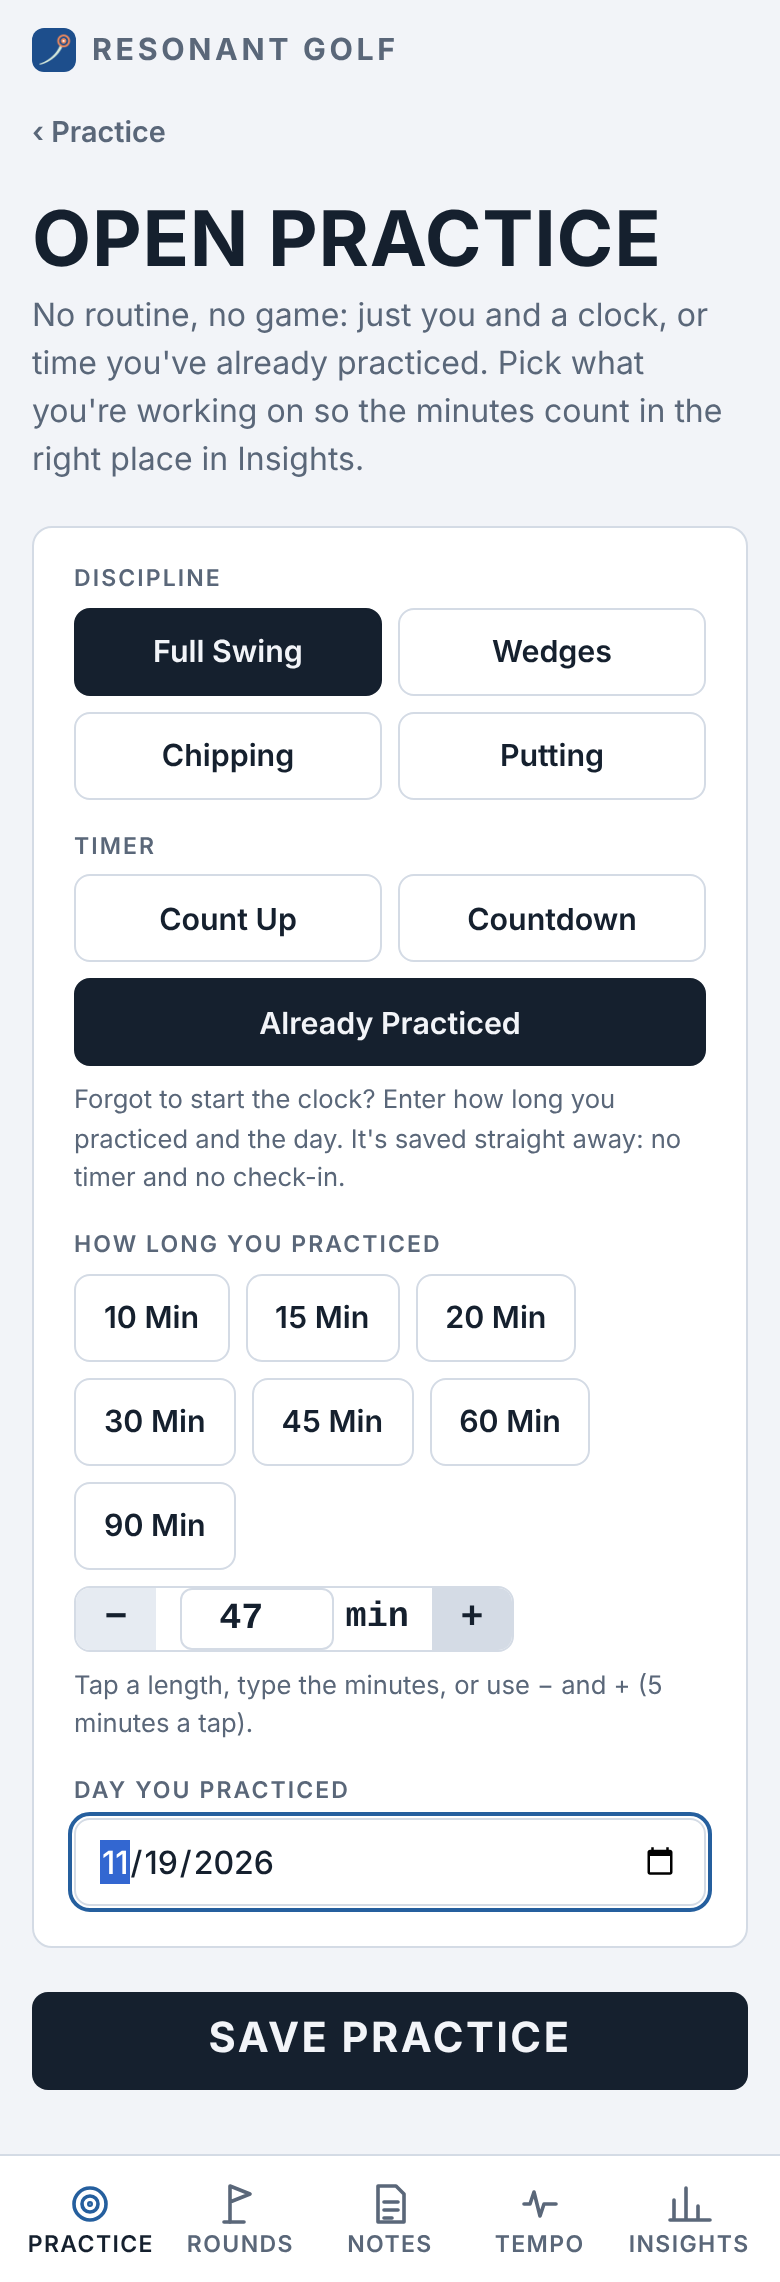 RESONANT GOLF
‹ Practice
OPEN PRACTICE
No routine, no game: just you and a clock, or
time you've already practiced. Pick what
you're working on so the minutes count in the
right place in Insights.
DISCIPLINE
Full Swing
Wedges
Chipping
Putting
TIMER
Count Up
Countdown
Already Practiced
Forgot to start the clock? Enter how long you
practiced and the day. It's saved straight away: no
timer and no check-in.
HOW LONG YOU PRACTICED
10 Min
15 Min
20 Min
30 Min
45 Min
60 Min
90 Min
− 47 min +
Tap a length, type the minutes, or use − and + (5
minutes a tap).
DAY YOU PRACTICED
11/19/2026
SAVE PRACTICE
PRACTICE
ROUNDS
NOTES
TEMPO
INSIGHTS